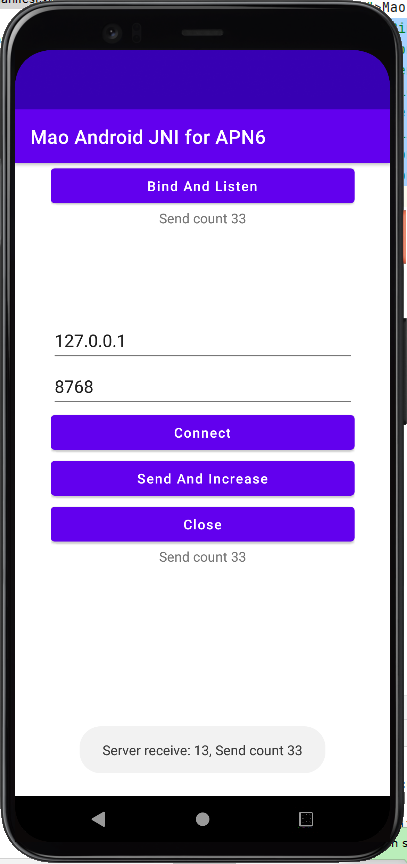 Mao
Mao Android JNI for APN6
Bind And Listen
Send count 33
127.0.0.1
8768
Connect
Send And Increase
Close
Send count 33
Server receive: 13, Send count 33